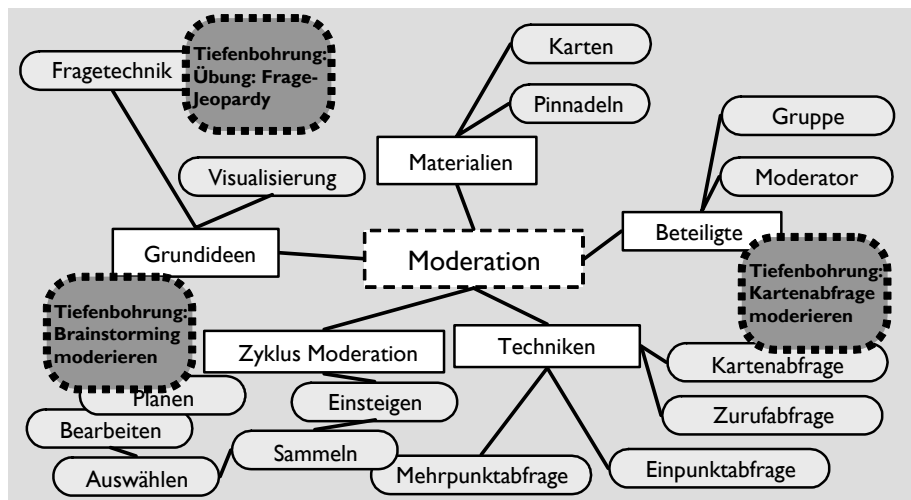 Fragetechnik
Tiefenbohrung:
Übung: Frage-
Jeopardy
Karten
Pinnadeln
Materialien
Visualisierung
Gruppe
Moderator
Beteiligte
Grundideen
Moderation
Tiefenbohrung:
Kartenabfrage
moderieren
Tiefenbohrung:
Brainstorming
moderieren
Zyklus Moderation
Techniken
Kartenabfrage
Planen
Einsteigen
Zurufabfrage
Bearbeiten
Sammeln
Auswählen
Mehrpunktabfrage
Einpunktabfrage